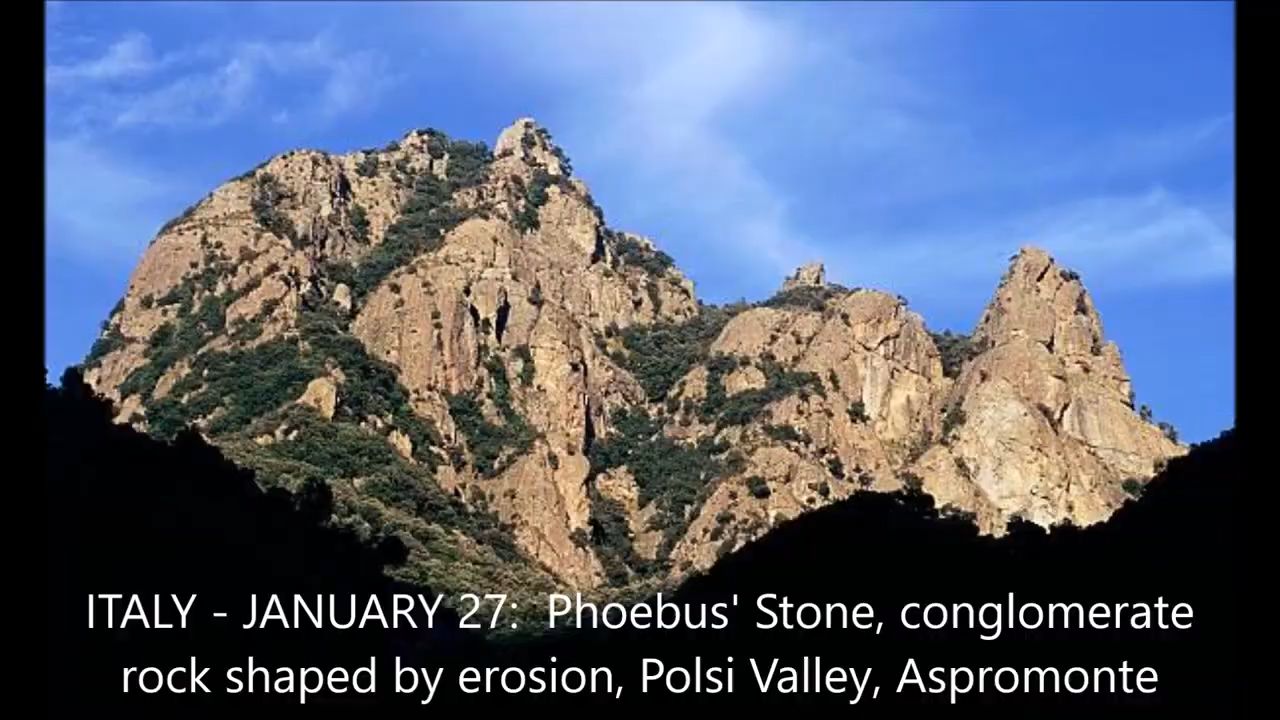 ITALY - JANUARY 27:  Phoebus' Stone, conglomerate
rock shaped by erosion, Polsi Valley, Aspromonte